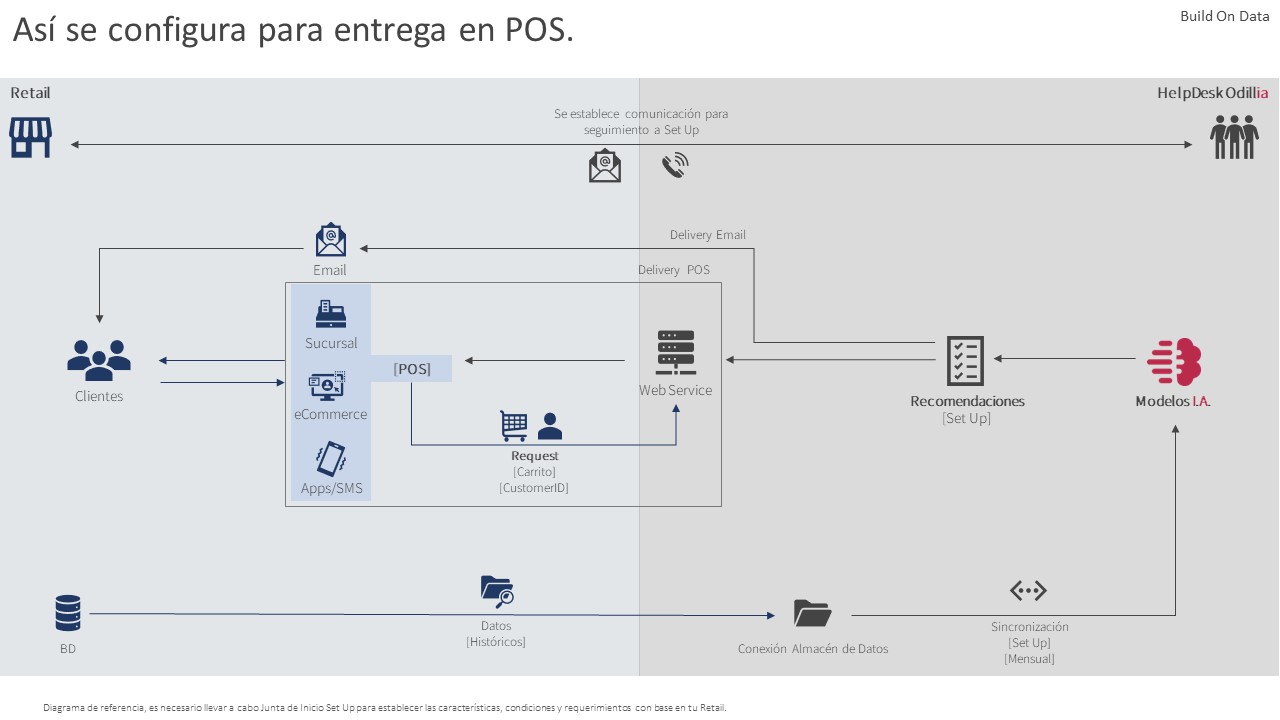 Así se configura para entrega en POS.
Build On Data
Retail
HelpDesk Odillia
Se establece comunicación para
seguimiento a Set Up
Delivery Email
Email
Delivery POS
Sucursal
[POS]
Clientes
Web Service
eCommerce
Recomendaciones
[Set Up]
Modelos I.A.
Request
[Carrito]
[CustomerID]
Apps/SMS
BD
Datos
[Históricos]
Conexión Almacén de Datos
Sincronización
[Set Up]
[Mensual]
Diagrama de referencia, es necesario llevar a cabo Junta de Inicio Set Up para establecer las características, condiciones y requerimientos con base en tu Retail.